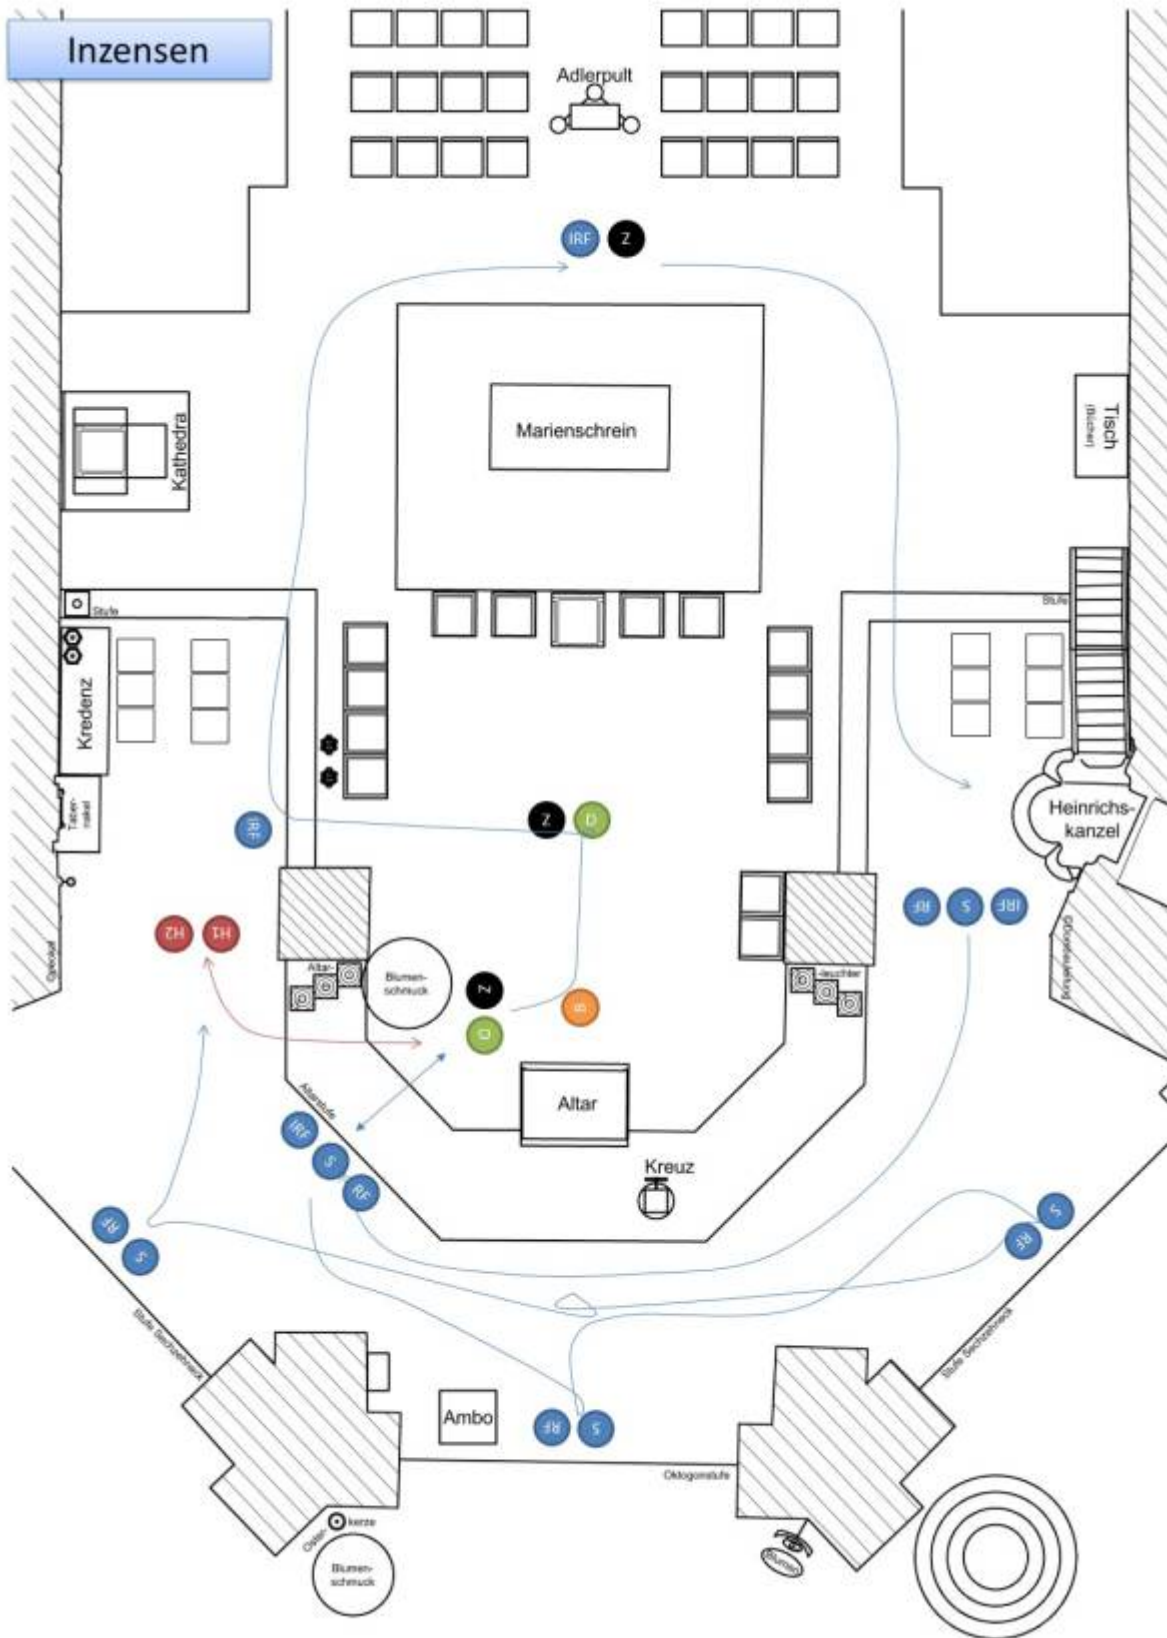 Inzensen
Adlerpult
IRF Z
Marienschrein
Kathedra
Tisch
(Bücher)
Stufe
Stufe
Kredenz
Taber-
nakel
Heinrichs-
kanzel
IRF
Z D
H2 H1
RF S IRF
Altar-
Blumen-
schmuck
-leuchter
Z
D
B
Altar
Altarstufe
IRF
S
RF
Kreuz
RF
S
S
RF
Stufe Sechzehneck
Stufe Sechzehneck
Ambo
RF S
Oktogonstufe
Oster- kerze
Blumen-
schmuck
Blumen